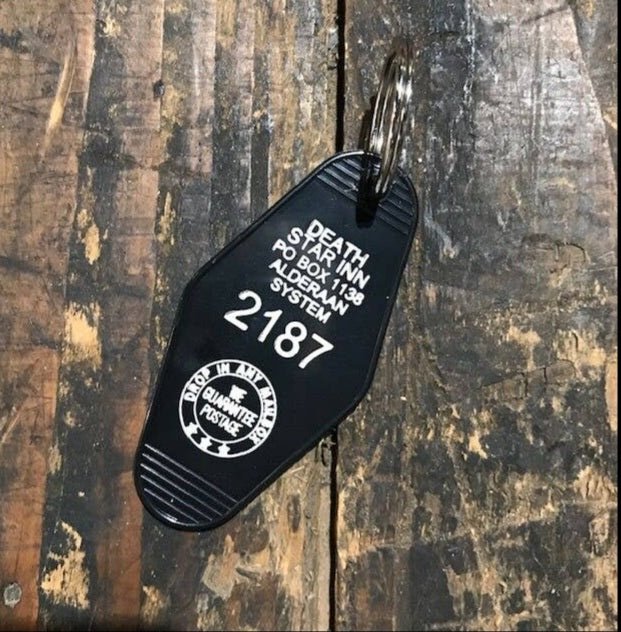 DEATH
STAR INN
PO BOX 1138
ALDERAAN
SYSTEM
2187
DROP IN ANY MAILBOX
WE
GUARANTEE
POSTAGE